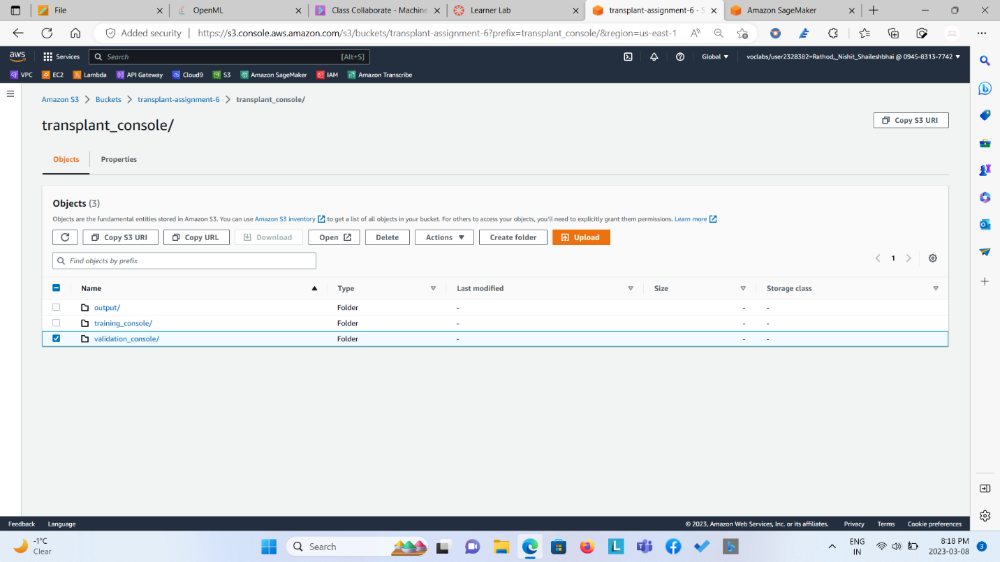 File
OpenML
Class Collaborate - Machine
Learner Lab
transplant-assignment-6 - S
Amazon SageMaker
Added security
https://s3.console.aws.amazon.com/s3/buckets/transplant-assignment-6?prefix=transplant_console/&region=us-east-1
aws
Services
Search
[Alt+S]
Global
voclabs/user2328382=Rathod,_Nishit_Shaileshbhai @ 0945-8313-7742
VPC
EC2
Lambda
API Gateway
Cloud9
S3
Amazon SageMaker
IAM
Amazon Transcribe
Amazon S3
Buckets
transplant-assignment-6
transplant_console/
transplant_console/
Copy S3 URI
Objects
Properties
Objects (3)
Objects are the fundamental entities stored in Amazon S3. You can use Amazon S3 inventory to get a list of all objects in your bucket. For others to access your objects, you'll need to explicitly grant them permissions. Learn more
Copy S3 URI
Copy URL
Download
Open
Delete
Actions
Create folder
Upload
Find objects by prefix
1
Name
Type
Last modified
Size
Storage class
output/
Folder
-
-
-
training_console/
Folder
-
-
-
validation_console/
Folder
-
-
-
Feedback
Language
© 2023, Amazon Web Services, Inc. or its affiliates.
Privacy
Terms
Cookie preferences
-1°C
Clear
Search
ENG
IN
8:18 PM
2023-03-08
3